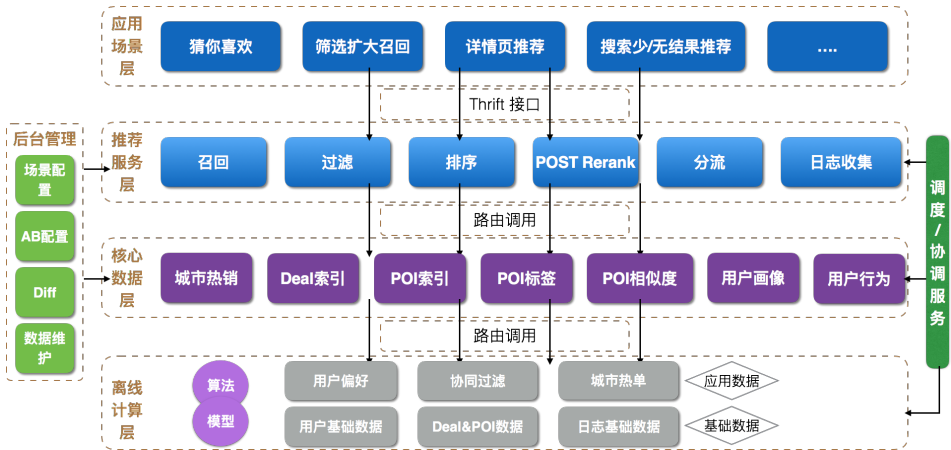 应用
场景
层
猜你喜欢
筛选扩大召回
详情页推荐
搜索少/无结果推荐
....
Thrift 接口
后台管理
场景配
置
AB配置
Diff
数据维
护
推荐
服务
层
召回
过滤
排序
POST Rerank
分流
日志收集
路由调用
核心
数据
层
城市热销
Deal索引
POI索引
POI标签
POI相似度
用户画像
用户行为
路由调用
离线
计算
层
算法
模型
用户偏好
协同过滤
城市热单
应用数据
用户基础数据
Deal&POI数据
日志基础数据
基础数据
调
度
/
协
调
服
务